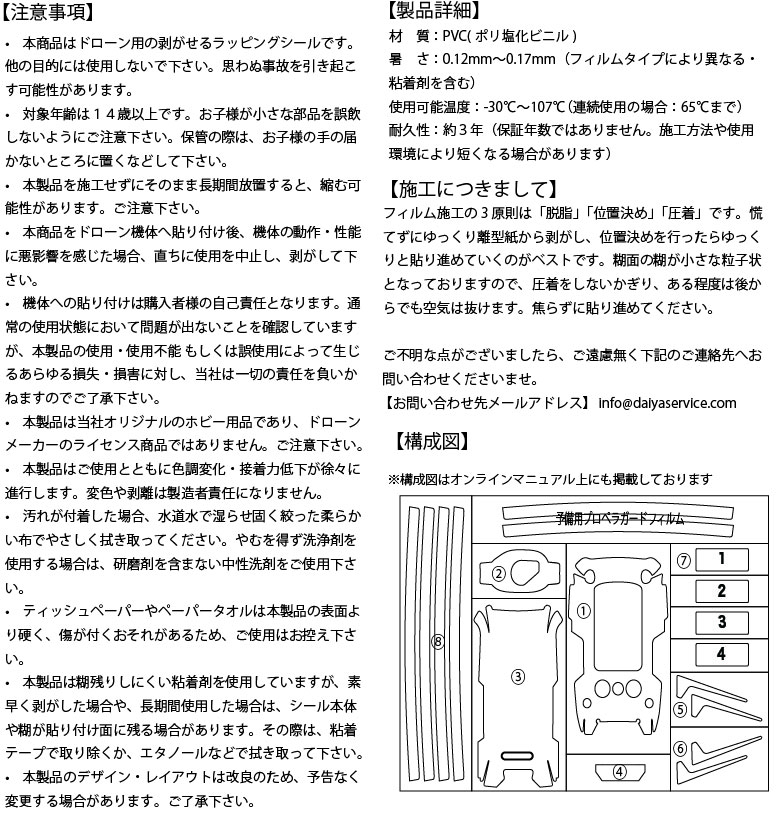 【注意事項】
• 本商品はドローン用の剥がせるラッピングシールです。
他の目的には使用しないで下さい。思わぬ事故を引き起こ
す可能性があります。
• 対象年齢は１４歳以上です。お子様が小さな部品を誤飲
しないようにご注意下さい。保管の際は、お子様の手の届
かないところに置くなどして下さい。
• 本製品を施工せずにそのまま長期間放置すると、縮む可
能性があります。ご注意下さい。
• 本商品をドローン機体へ貼り付け後、機体の動作・性能
に悪影響を感じた場合、直ちに使用を中止し、剥がして下
さい。
• 機体への貼り付けは購入者様の自己責任となります。通
常の使用状態において問題が出ないことを確認しています
が、本製品の使用・使用不能 もしくは誤使用によって生じ
るあらゆる損失・損害に対し、当社は一切の責任を負いか
ねますのでご了承下さい。
• 本製品は当社オリジナルのホビー用品であり、ドローン
メーカーのライセンス商品ではありません。ご注意下さい。
• 本製品はご使用とともに色調変化・接着力低下が徐々に
進行します。変色や剥離は製造者責任になりません。
• 汚れが付着した場合、水道水で湿らせ固く絞った柔らか
い布でやさしく拭き取ってください。やむを得ず洗浄剤を
使用する場合は、研磨剤を含まない中性洗剤をご使用下さ
い。
• ティッシュペーパーやペーパータオルは本製品の表面よ
り硬く、傷が付くおそれがあるため、ご使用はお控え下さ
い。
• 本製品は糊残りしにくい粘着剤を使用していますが、素
早く剥がした場合や、長期間使用した場合は、シール本体
や糊が貼り付け面に残る場合があります。その際は、粘着
テープで取り除くか、エタノールなどで拭き取って下さい。
• 本製品のデザイン・レイアウトは改良のため、予告なく
変更する場合があります。ご了承下さい。
【製品詳細】
材　質：PVC( ポリ塩化ビニル )
暑　さ：0.12mm〜0.17mm（フィルムタイプにより異なる・
粘着剤を含む）
使用可能温度：-30℃〜107℃（連続使用の場合：65℃まで）
耐久性：約３年（保証年数ではありません。施工方法や使用
環境により短くなる場合があります）
【施工につきまして】
フィルム施工の３原則は「脱脂」「位置決め」「圧着」です。慌
てずにゆっくり離型紙から剥がし、位置決めを行ったらゆっく
りと貼り進めていくのがベストです。糊面の糊が小さな粒子状
となっておりますので、圧着をしないかぎり、ある程度は後か
らでも空気は抜けます。焦らずに貼り進めてください。
ご不明な点がございましたら、ご遠慮無く下記のご連絡先へお
問い合わせくださいませ。
【お問い合わせ先メールアドレス】 info@daiyaservice.com
【構成図】
※構成図はオンラインマニュアル上にも掲載しております
予備用プロペラガードフィルム
②
⑦ 1
2
①
3
⑧
4
③
⑤
⑥
④